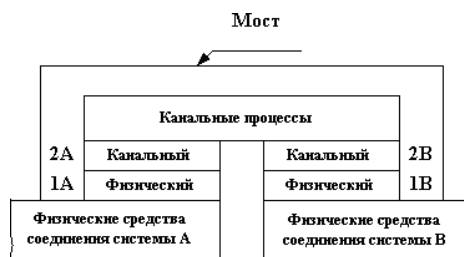 Мост
Канальные процессы
2А Канальный Канальный 2В
1А Физический Физический 1В
Физические средства соединения системы А
Физические средства соединения системы В